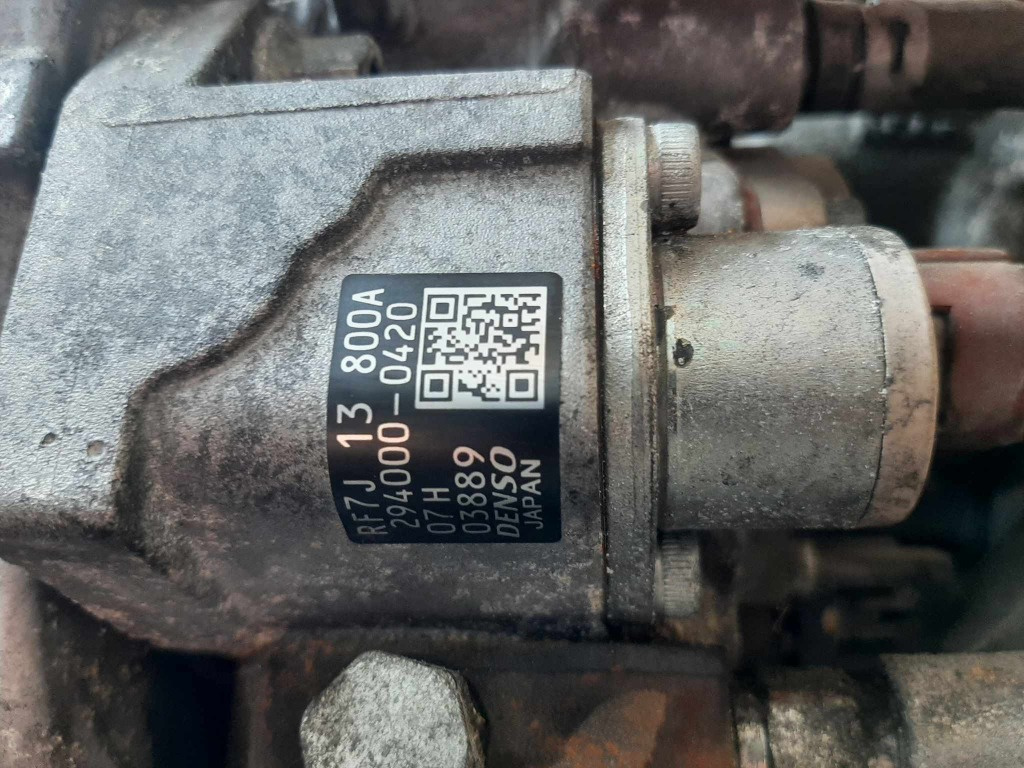 RF7J 13 800A
294000-0420
07H
03889
DENSO
JAPAN